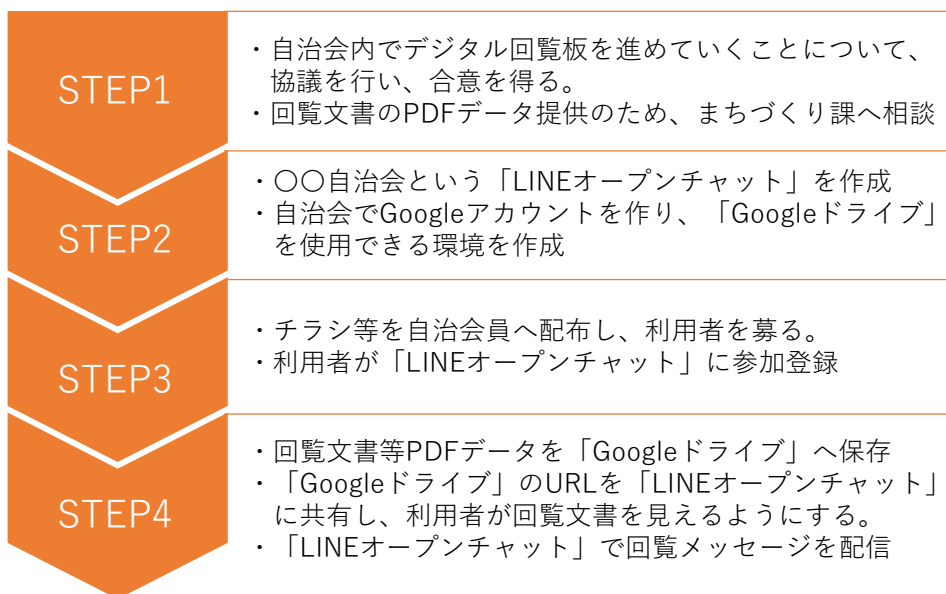 STEP1
・自治会内でデジタル回覧板を進めていくことについて、
協議を行い、合意を得る。
・回覧文書のPDFデータ提供のため、まちづくり課へ相談
STEP2
・〇〇自治会という「LINEオープンチャット」を作成
・自治会でGoogleアカウントを作り、「Googleドライブ」
を使用できる環境を作成
STEP3
・チラシ等を自治会員へ配布し、利用者を募る。
・利用者が「LINEオープンチャット」に参加登録
STEP4
・回覧文書等PDFデータを「Googleドライブ」へ保存
・「GoogleドライブのURLを「LINEオープンチャット」
に共有し、利用者が回覧文書を見えるようにする。
・「LINEオープンチャット」で回覧メッセージを配信